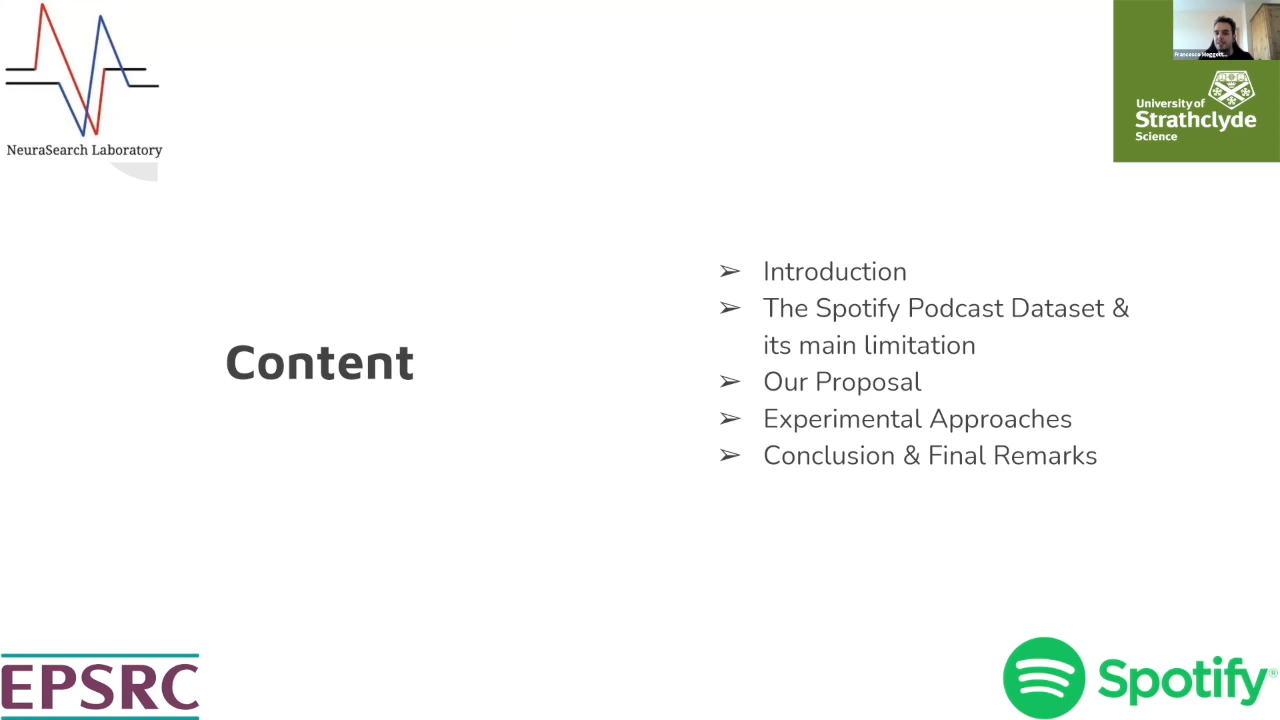 NeuraSearch Laboratory
University of
Strathclyde
Science
Content
➢ Introduction
➢ The Spotify Podcast Dataset &
its main limitation
➢ Our Proposal
➢ Experimental Approaches
➢ Conclusion & Final Remarks
EPSRC
Spotify®